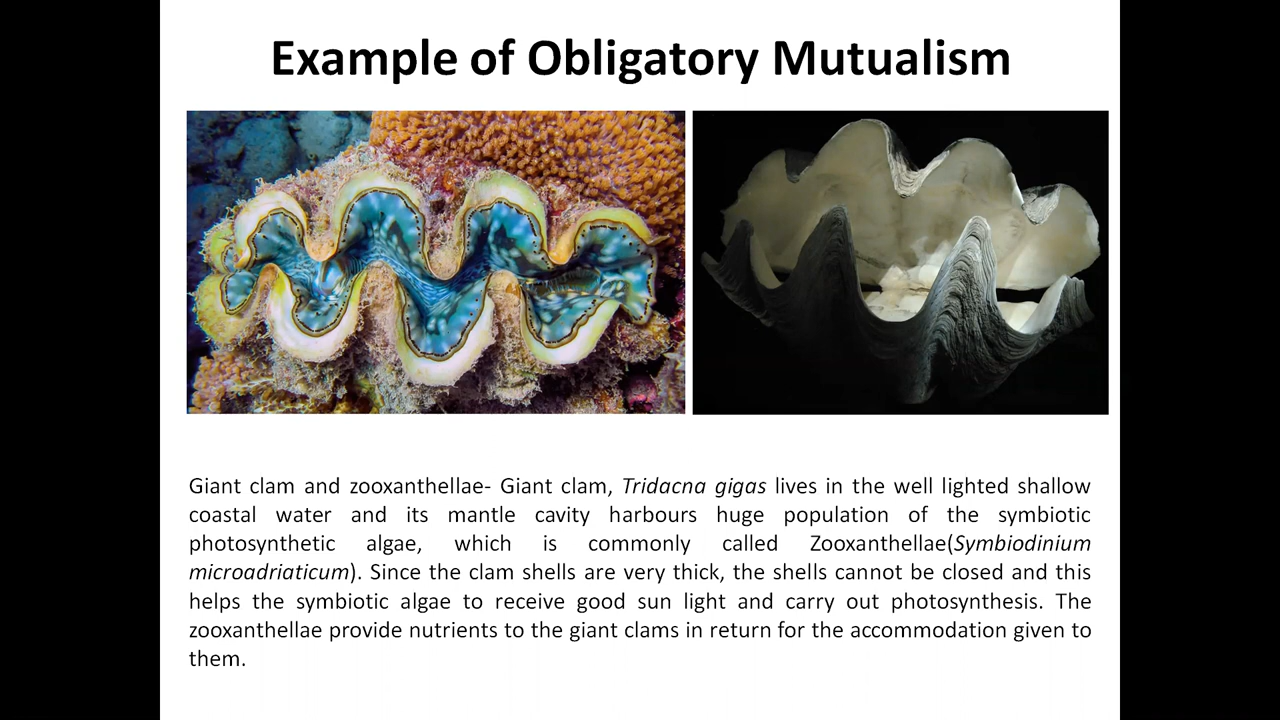 Example of Obligatory Mutualism
Giant clam and zooxanthellae- Giant clam, Tridacna gigas lives in the well lighted shallow
coastal water and its mantle cavity harbours huge population of the symbiotic
photosynthetic algae, which is commonly called Zooxanthellae(Symbiodinium
microadriaticum). Since the clam shells are very thick, the shells cannot be closed and this
helps the symbiotic algae to receive good sun light and carry out photosynthesis. The
zooxanthellae provide nutrients to the giant clams in return for the accommodation given to
them.